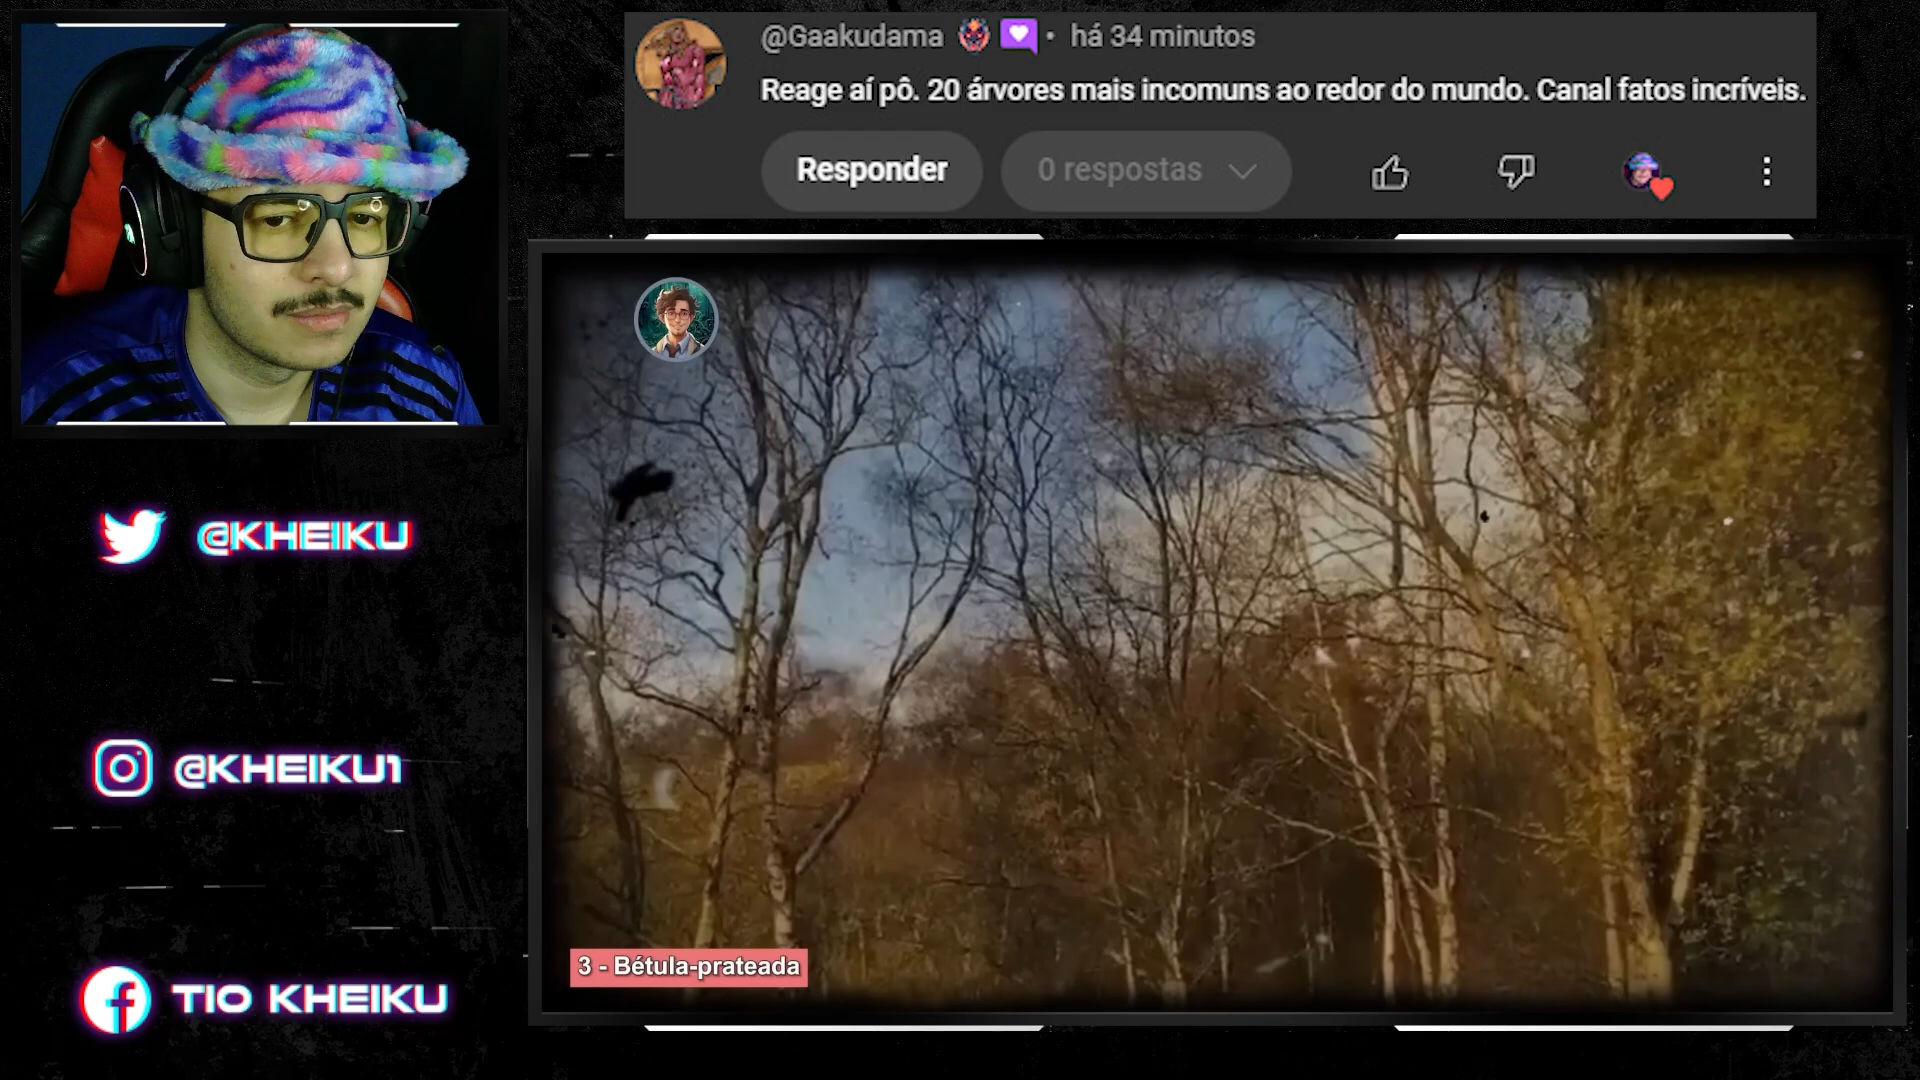 @Gaakudama • há 34 minutos
Reage aí pô. 20 árvores mais incomuns ao redor do mundo. Canal fatos incríveis.
Responder
0 respostas
@KHEIKU
@KHEIKU1
TIO KHEIKU
3 - Bétula-prateada